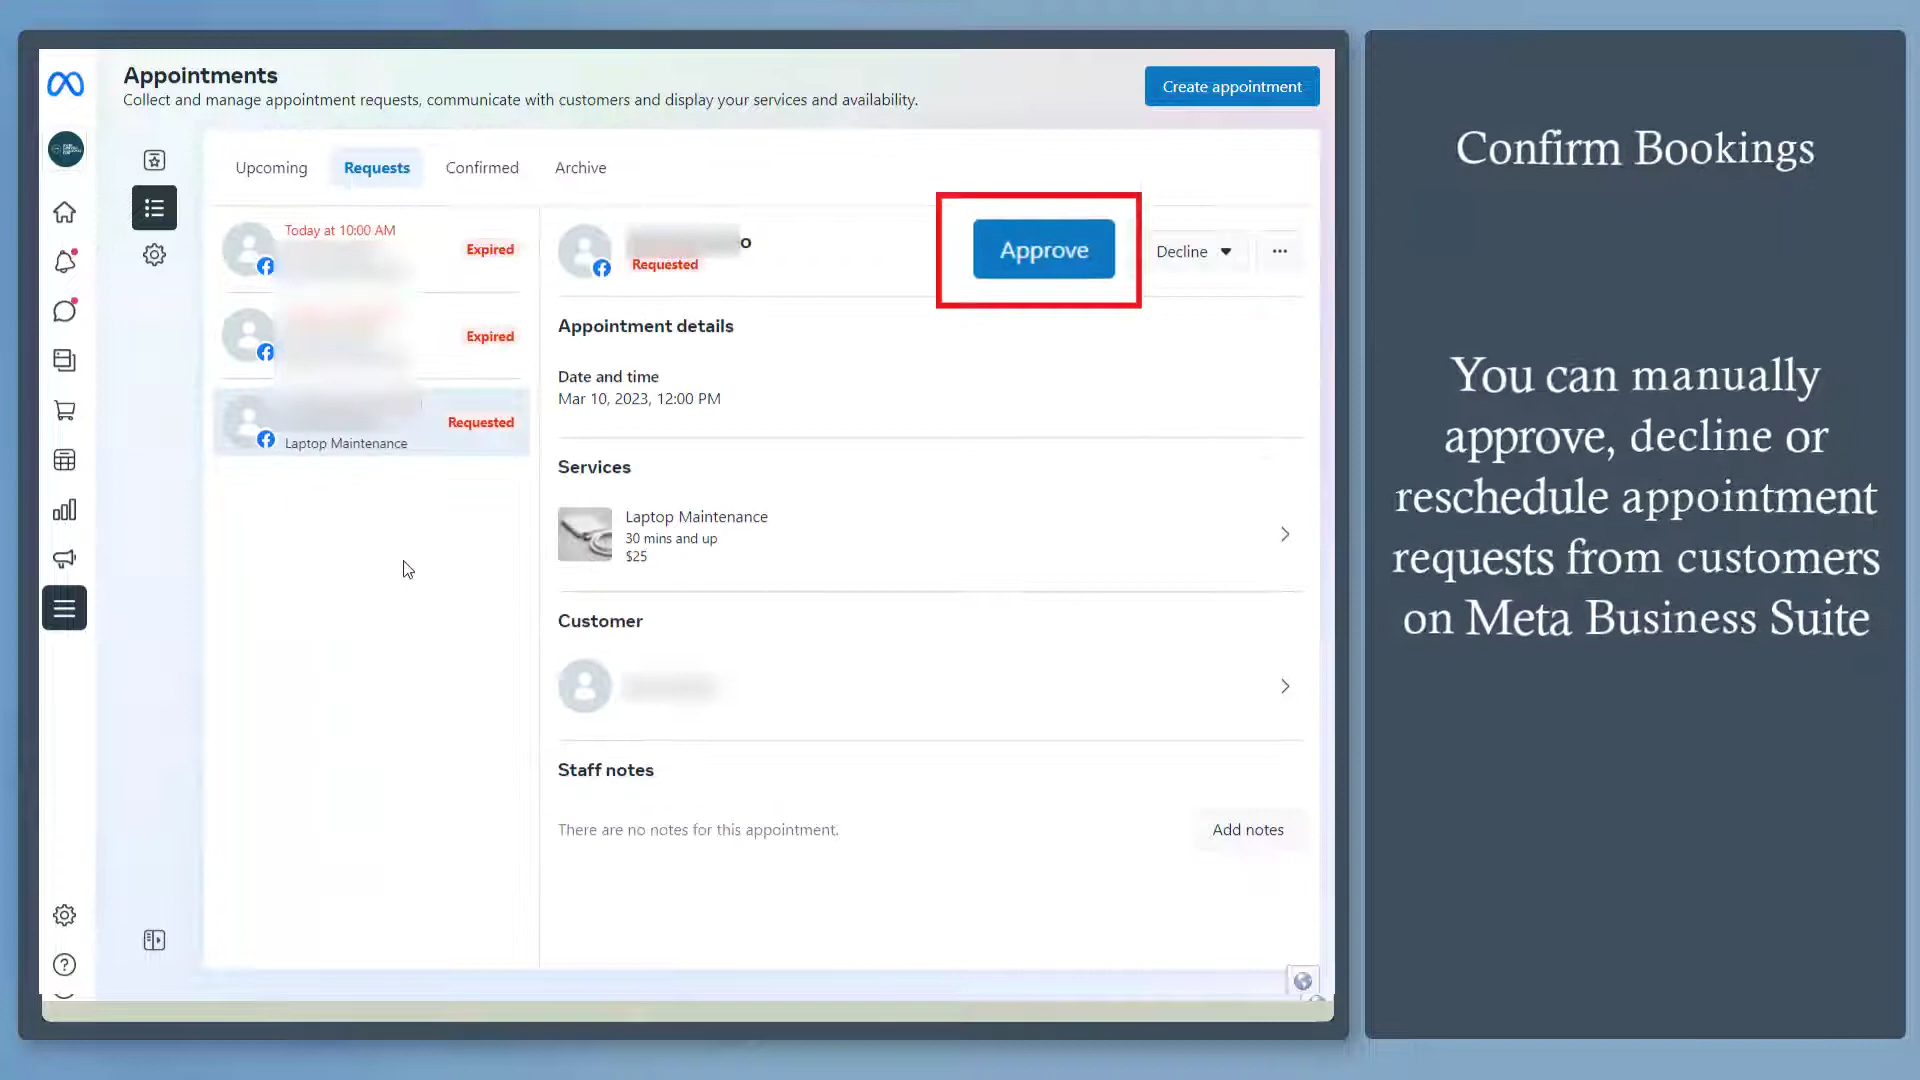 Appointments
Collect and manage appointment requests, communicate with customers and display your services and availability.
Create appointment
Upcoming
Requests
Confirmed
Archive
Today at 10:00 AM
Expired
Expired
Requested
Laptop Maintenance
o
Requested
Approve
Decline
Appointment details
Date and time
Mar 10, 2023, 12:00 PM
Services
Laptop Maintenance
30 mins and up
$25
Customer
Staff notes
There are no notes for this appointment.
Add notes
Confirm Bookings
You can manually
approve, decline or
reschedule appointment
requests from customers
on Meta Business Suite